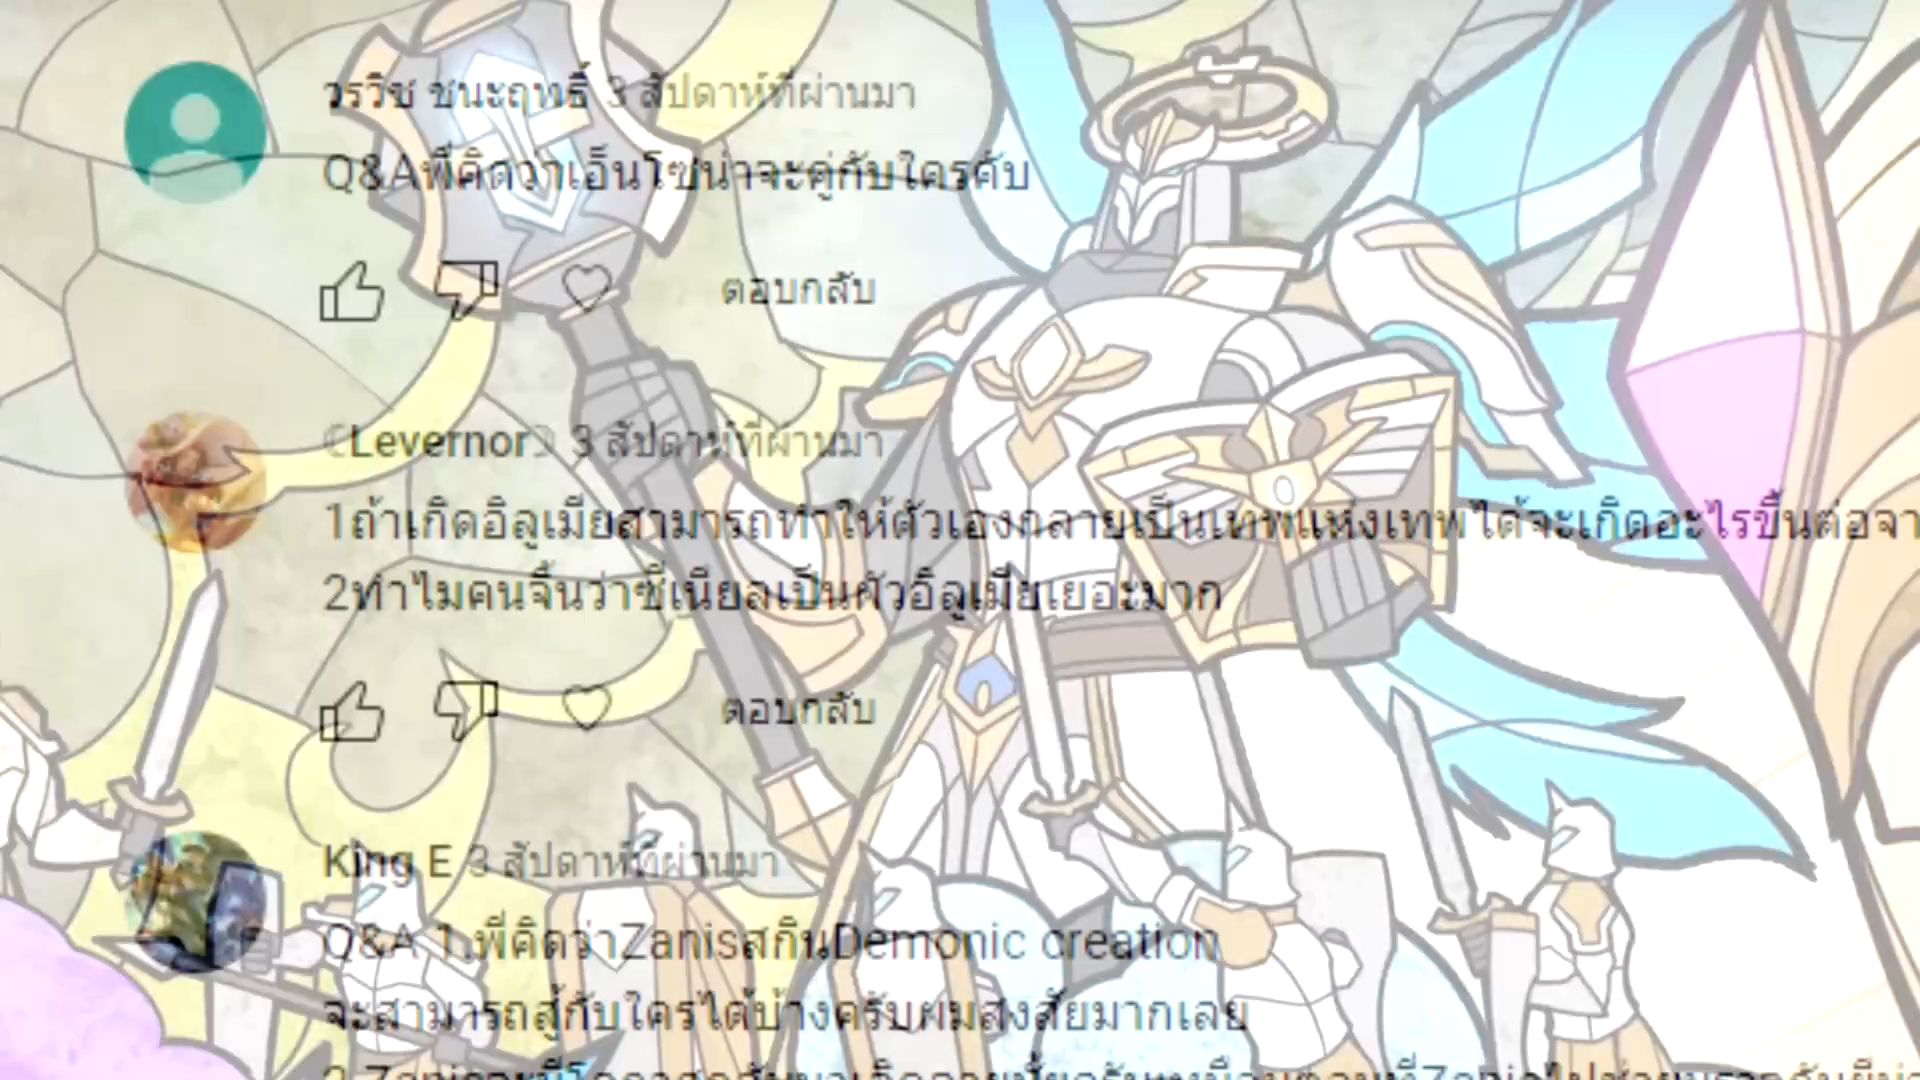 วรวิช ชนะฤทธิ์ 3 สัปดาห์ที่ผ่านมา
Q&Aพี่คิดว่าเอ็นโซ่น่าจะคู่กับใครคับ
ตอบกลับ
《Levernor》 3 สัปดาห์ที่ผ่านมา
1ถ้าเกิดอิลูเมียสามารถทำให้ตัวเองกลายเป็นเทพแห่งเทพได้จะเกิดอะไรขึ้นต่อจา
2ทำไมคนจิ้นว่าซิเนียลเป็นผัวอิลูเมียเยอะมาก
ตอบกลับ
King E 3 สัปดาห์ที่ผ่านมา
Q&A 1.พี่คิดว่าZanisสกินDemonic creation
จะสามารถสู้กับใครได้บ้างครับผมสงสัยมากเลย